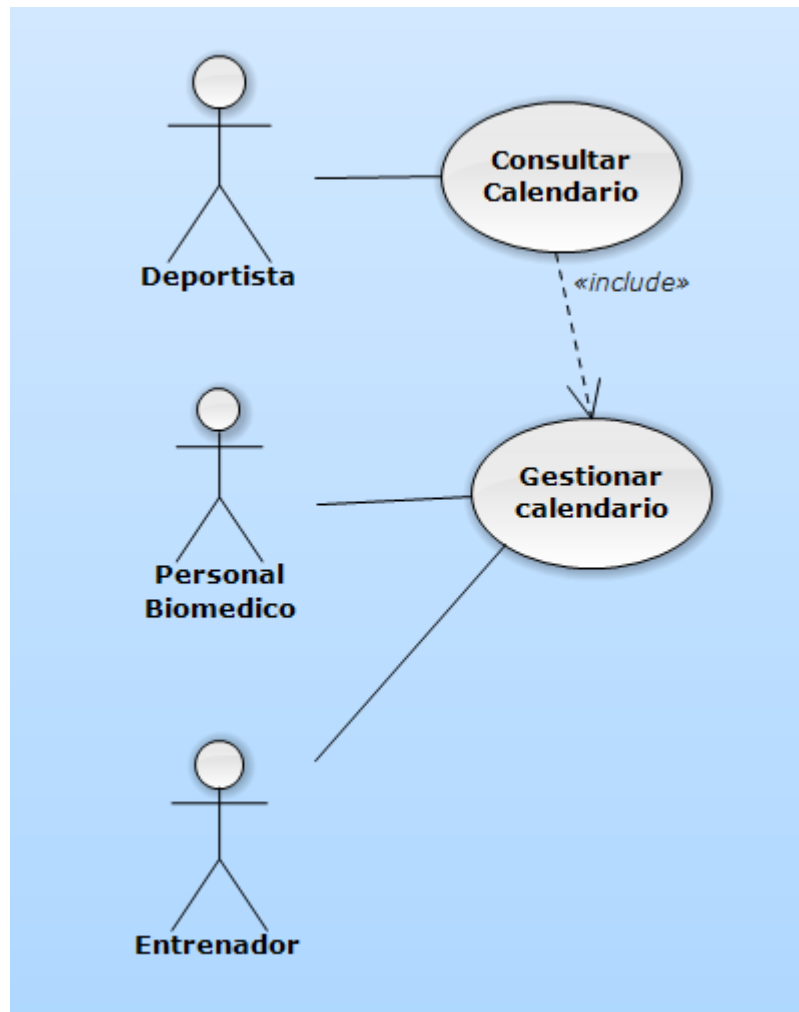 Consultar
Calendario
Deportista
«include»
Gestionar
calendario
Personal
Biomedico
Entrenador